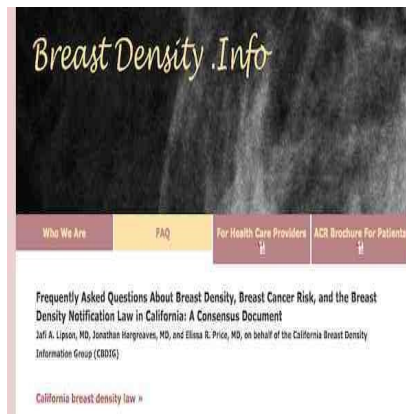 Breast Density .Info
Who We Are
FAQ
For Health Care Providers
ACR Brochure For Patients
Frequently Asked Questions About Breast Density, Breast Cancer Risk, and the Breast
Density Notification Law in California: A Consensus Document
Jafi A. Lipson, MD, Jonathan Hargreaves, MD, and Elissa R. Price, MD, on behalf of the California Breast Density
Information Group (CBDIG)
California breast density law »